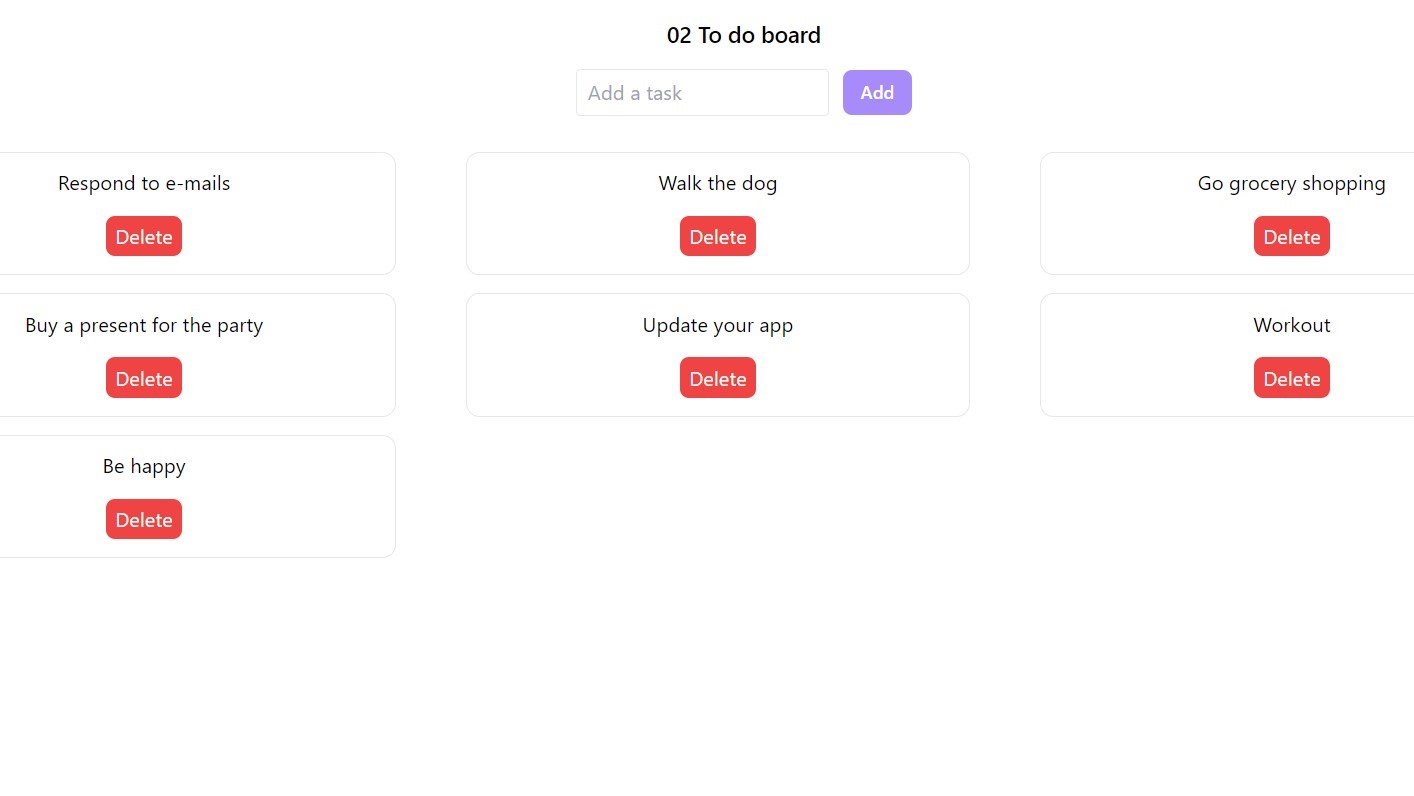 02 To do board
Add a task
Add
Respond to e-mails
Delete
Walk the dog
Delete
Go grocery shopping
Delete
Buy a present for the party
Delete
Update your app
Delete
Workout
Delete
Be happy
Delete